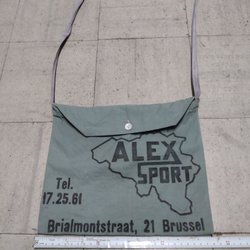 ALEX
SPORT
Tel.
17.25.61
Brialmontstraat, 21 Brussel